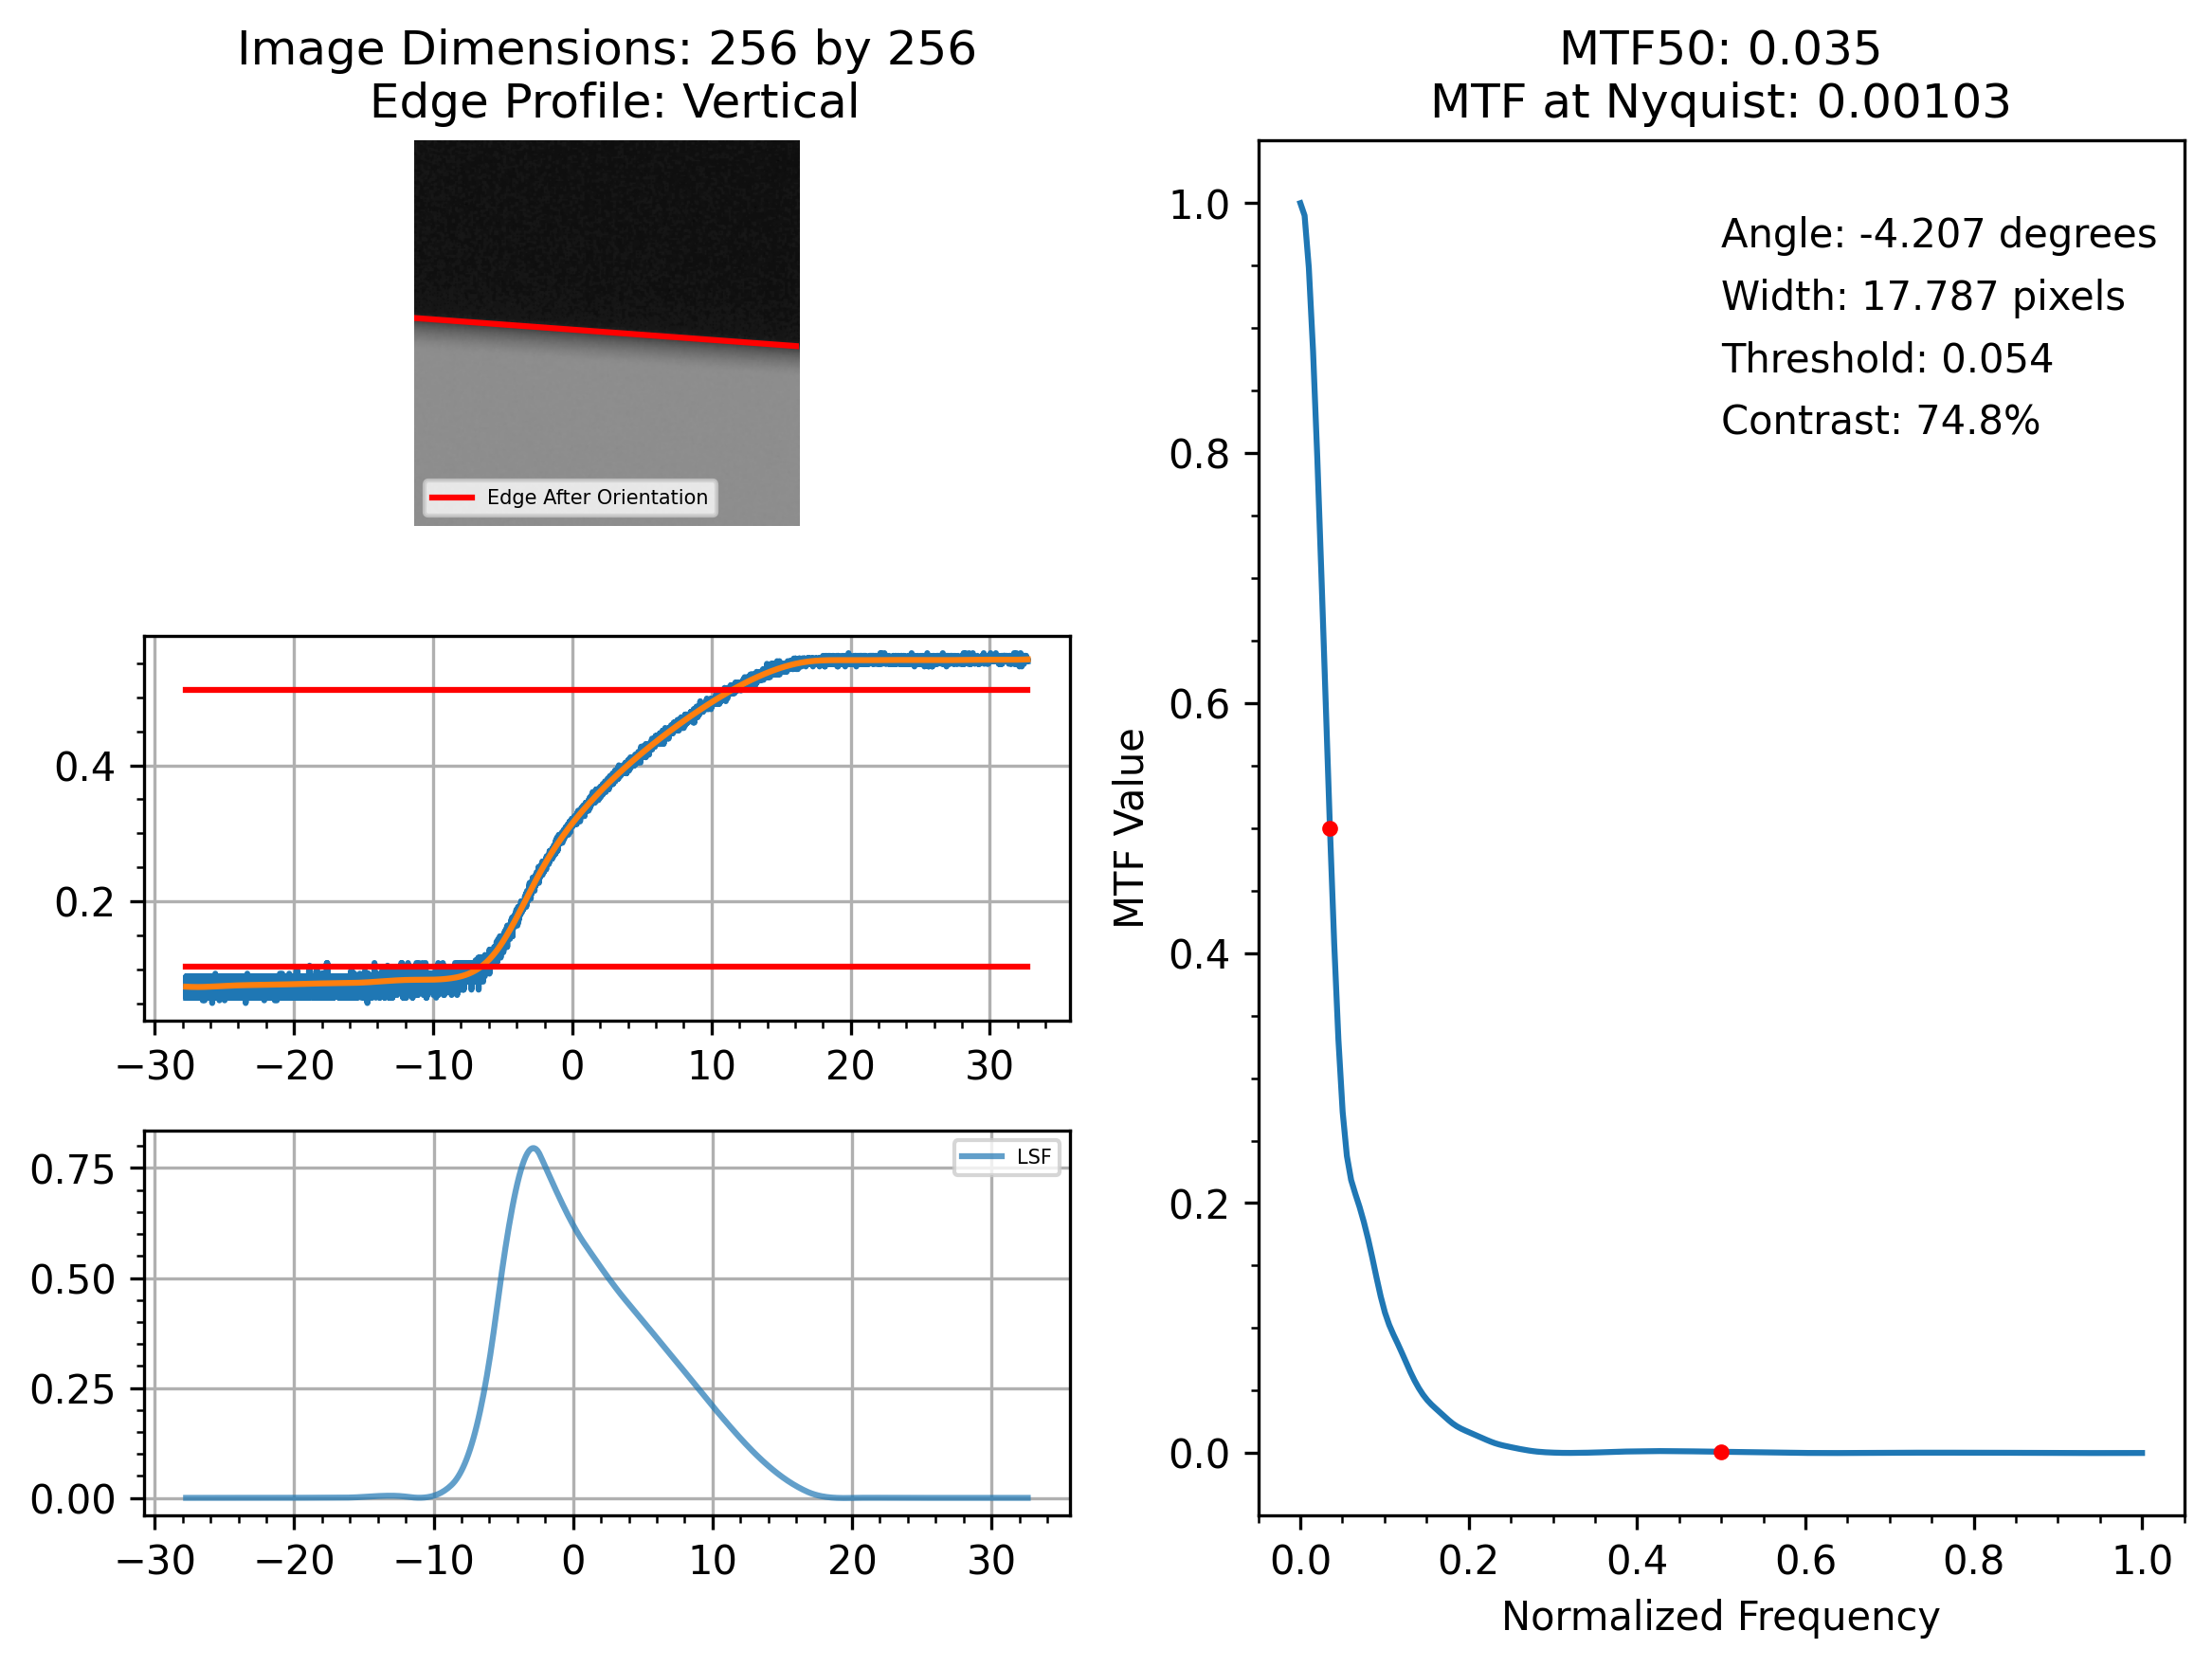 Image Dimensions: 256 by 256
Edge Profile: Vertical
Edge After Orientation
0.4
0.2
−30 −20 −10 0 10 20 30
LSF
0.75
0.50
0.25
0.00
−30 −20 −10 0 10 20 30
MTF50: 0.035
MTF at Nyquist: 0.00103
Angle: -4.207 degrees
Width: 17.787 pixels
Threshold: 0.054
Contrast: 74.8%
MTF Value
1.0
0.8
0.6
0.4
0.2
0.0
0.0 0.2 0.4 0.6 0.8 1.0
Normalized Frequency